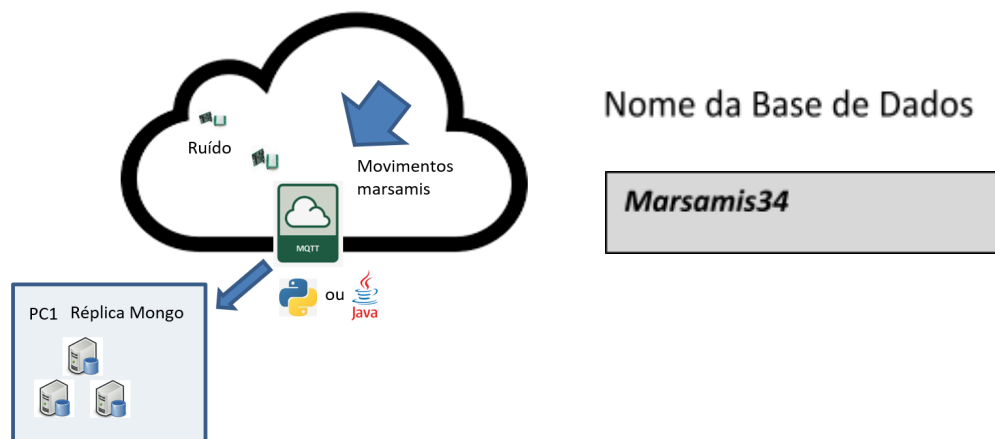 Ruído
Movimentos
marsamis
MQTT
ou
Java
PC1 Réplica Mongo
Nome da Base de Dados
Marsamis34